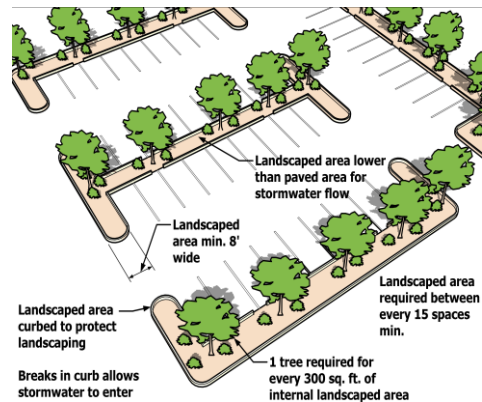 Landscaped area lower
than paved area for
stormwater flow
Landscaped
area min. 8'
wide
Landscaped area
required between
every 15 spaces
min.
Landscaped area
curbed to protect
landscaping
Breaks in curb allows
stormwater to enter
1 tree required for
every 300 sq. ft. of
internal landscaped area